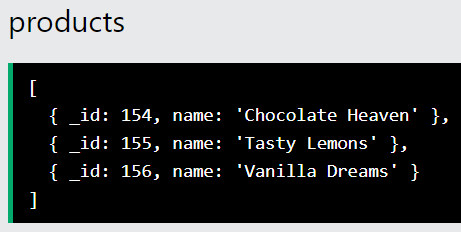 products
[
{ _id: 154, name: 'Chocolate Heaven' },
{ _id: 155, name: 'Tasty Lemons' },
{ _id: 156, name: 'Vanilla Dreams' }
]